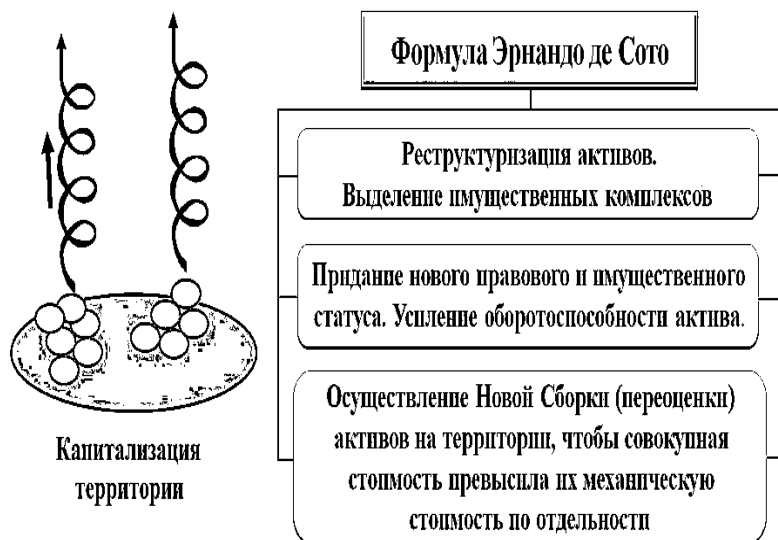 Формула Эрнандо де Сото
Реструктуризация активов.
Выделение имущественных комплексов
Придание нового правового и имущественного
статуса. Усиление оборотоспособности актива.
Осуществление Новой Сборки (переоценки)
активов на территории, чтобы совокупная
стоимость превысила их механическую
стоимость по отдельности
Капитализация
территории